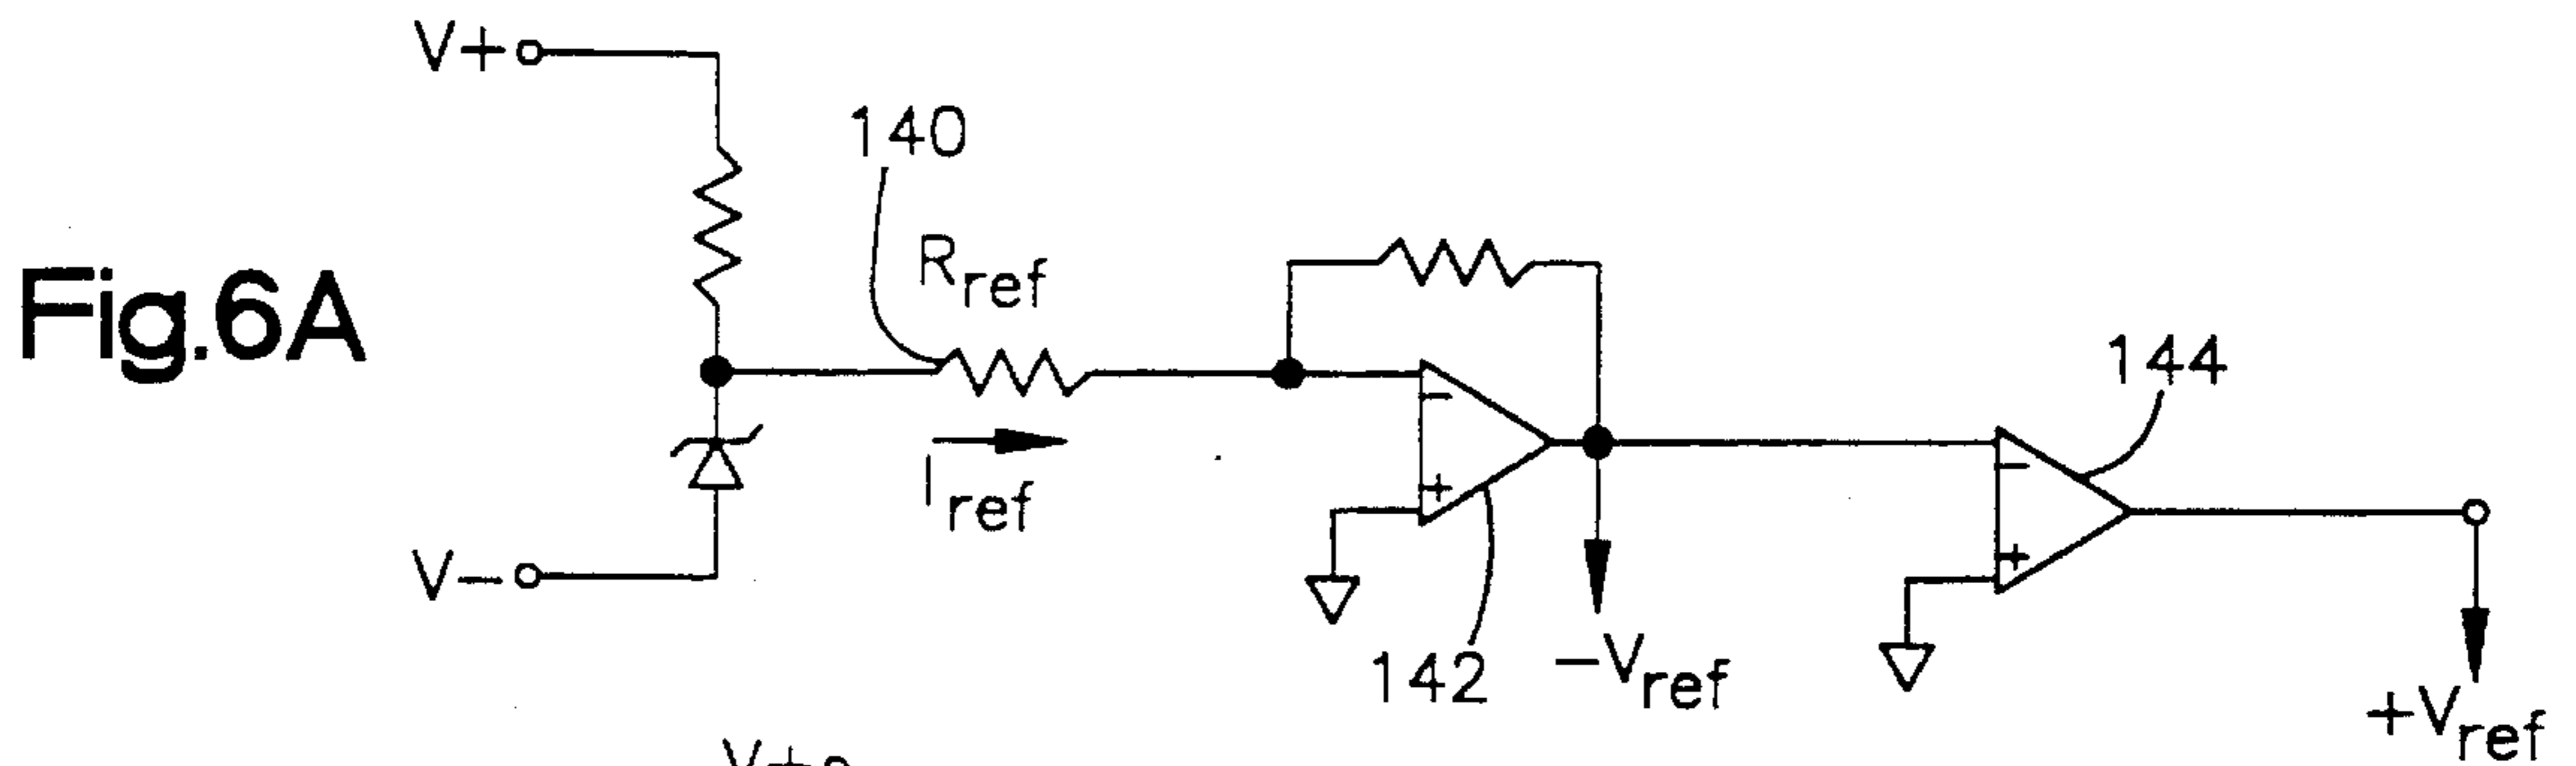 V+
140
R_ref
Fig.6A
I_ref
144
V-
142
-V_ref
+V_ref
V+